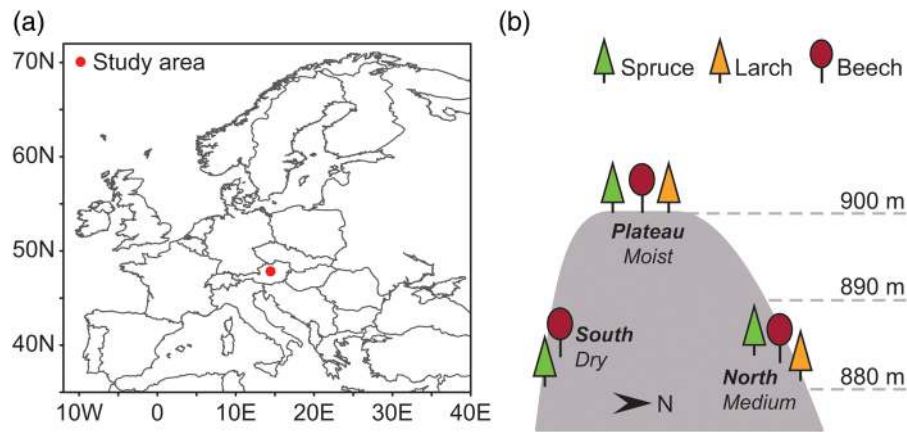 (a)
70N
Study area
60N
50N
40N
10W 0 10E 20E 30E 40E
(b)
Spruce Larch Beech
900 m
Plateau
Moist
890 m
South
Dry
North
Medium
880 m
N